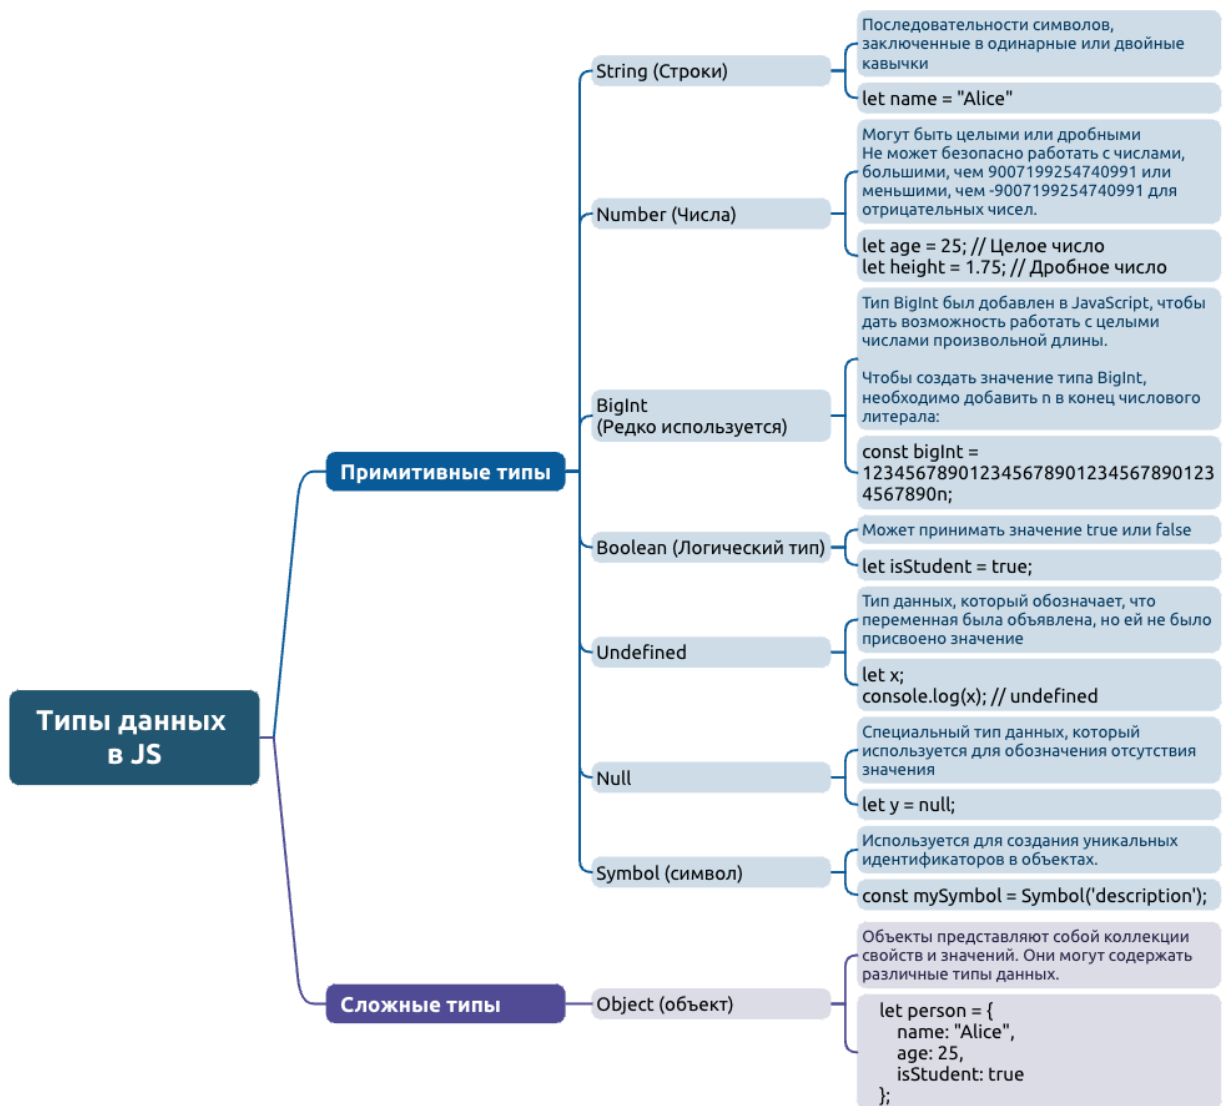 Типы данных
в JS
Примитивные типы
String (Строки)
Последовательности символов,
заключенные в одинарные или двойные
кавычки
let name = "Alice"
Number (Числа)
Могут быть целыми или дробными
Не может безопасно работать с числами,
большими, чем 9007199254740991 или
меньшими, чем -9007199254740991 для
отрицательных чисел.
let age = 25; // Целое число
let height = 1.75; // Дробное число
BigInt
(Редко используется)
Тип BigInt был добавлен в JavaScript, чтобы
дать возможность работать с целыми
числами произвольной длины.
Чтобы создать значение типа BigInt,
необходимо добавить n в конец числового
литерала:
const bigInt =
123456789012345678901234567890123
4567890n;
Boolean (Логический тип)
Может принимать значение true или false
let isStudent = true;
Undefined
Тип данных, который обозначает, что
переменная была объявлена, но ей не было
присвоено значение
let x;
console.log(x); // undefined
Null
Специальный тип данных, который
используется для обозначения отсутствия
значения
let y = null;
Symbol (символ)
Используется для создания уникальных
идентификаторов в объектах.
const mySymbol = Symbol('description');
Сложные типы
Object (объект)
Объекты представляют собой коллекции
свойств и значений. Они могут содержать
различные типы данных.
let person = {
name: "Alice",
age: 25,
isStudent: true
};